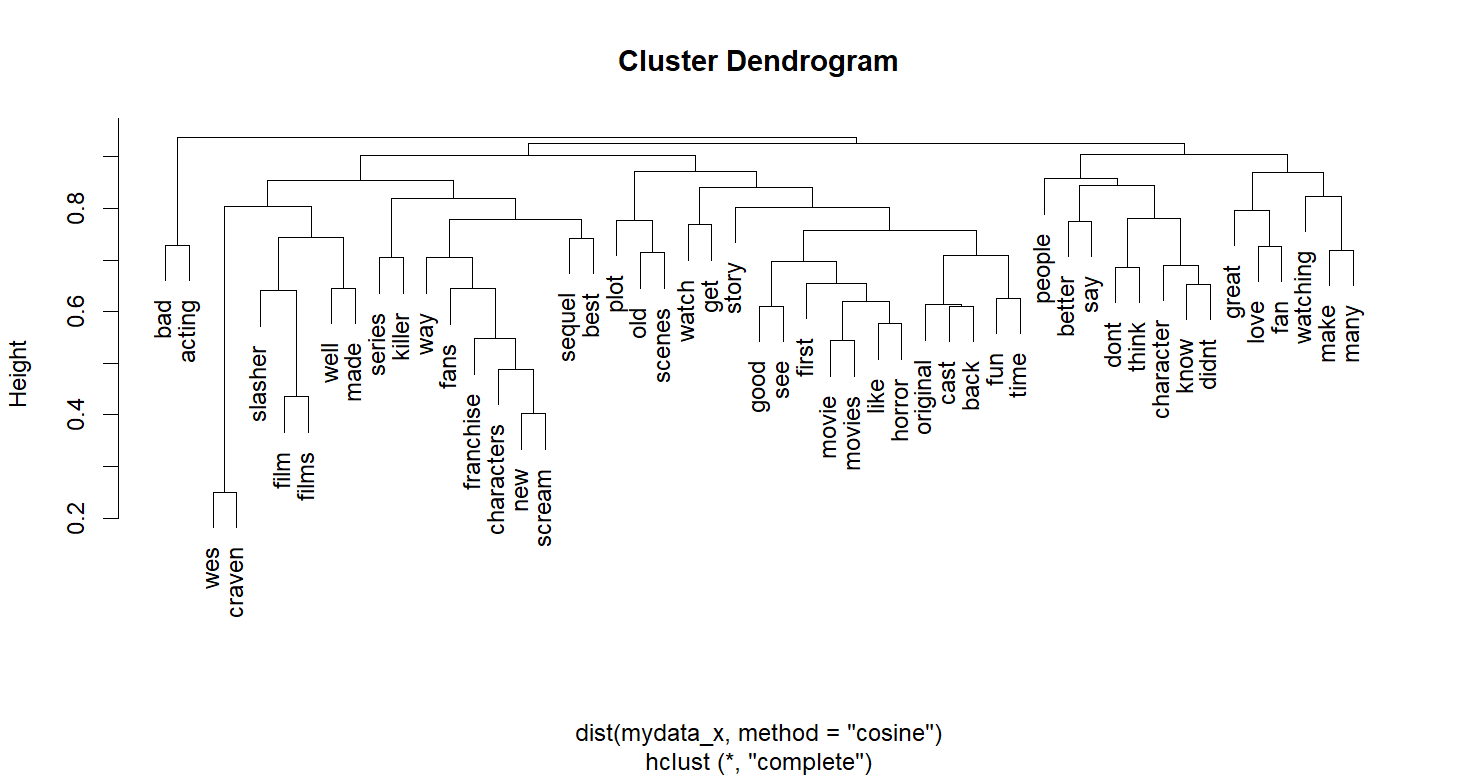 Cluster Dendrogram
Height
0.2
0.4
0.6
0.8
bad
acting
wes
craven
slasher
film
films
well
made
series
killer
way
fans
franchise
characters
new
scream
sequel
best
plot
old
scenes
watch
get
story
good
see
first
movie
movies
like
horror
original
cast
back
fun
time
people
better
say
dont
think
character
know
didnt
great
love
fan
watching
make
many
dist(mydata_x, method = "cosine")
hclust (*, "complete")